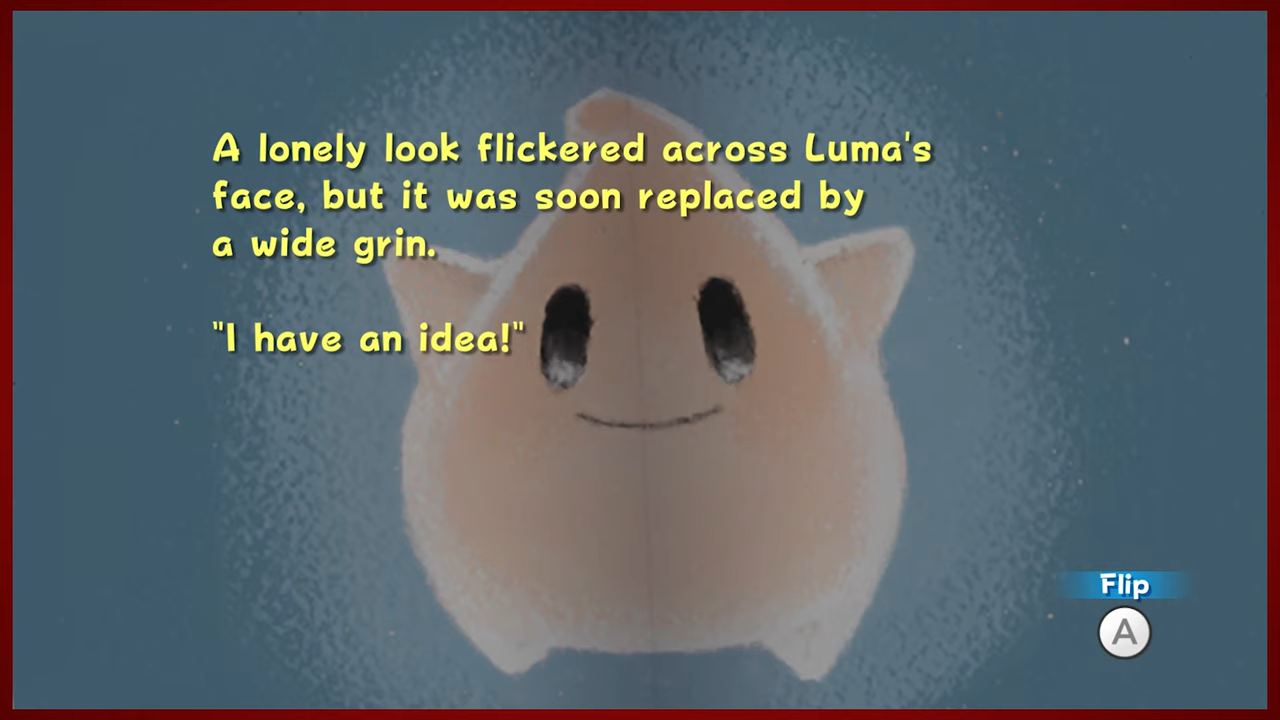 A lonely look flickered across Luma's
face, but it was soon replaced by
a wide grin.
"I have an idea!"
Flip
A